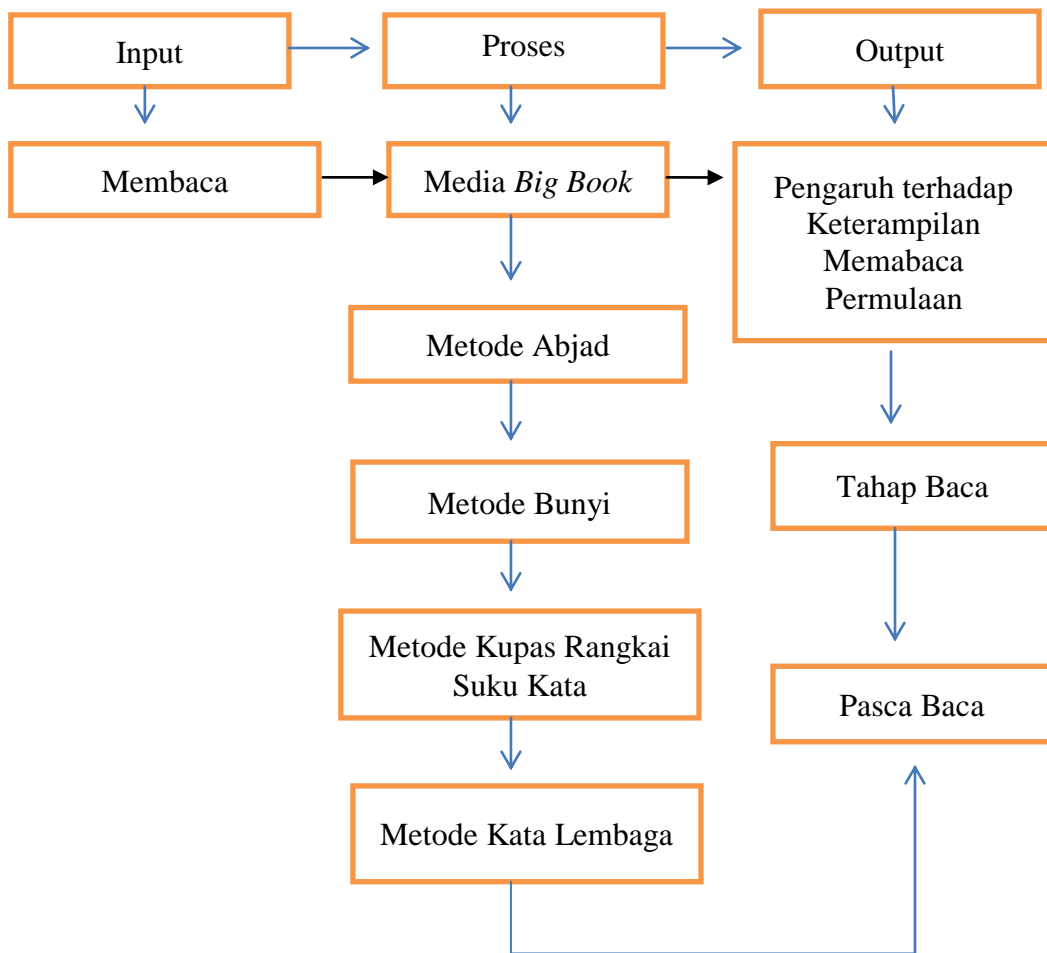 Input
Proses
Output
Membaca
Media Big Book
Pengaruh terhadap
Keterampilan
Memabaca
Permulaan
Metode Abjad
Metode Bunyi
Tahap Baca
Metode Kupas Rangkai
Suku Kata
Pasca Baca
Metode Kata Lembaga